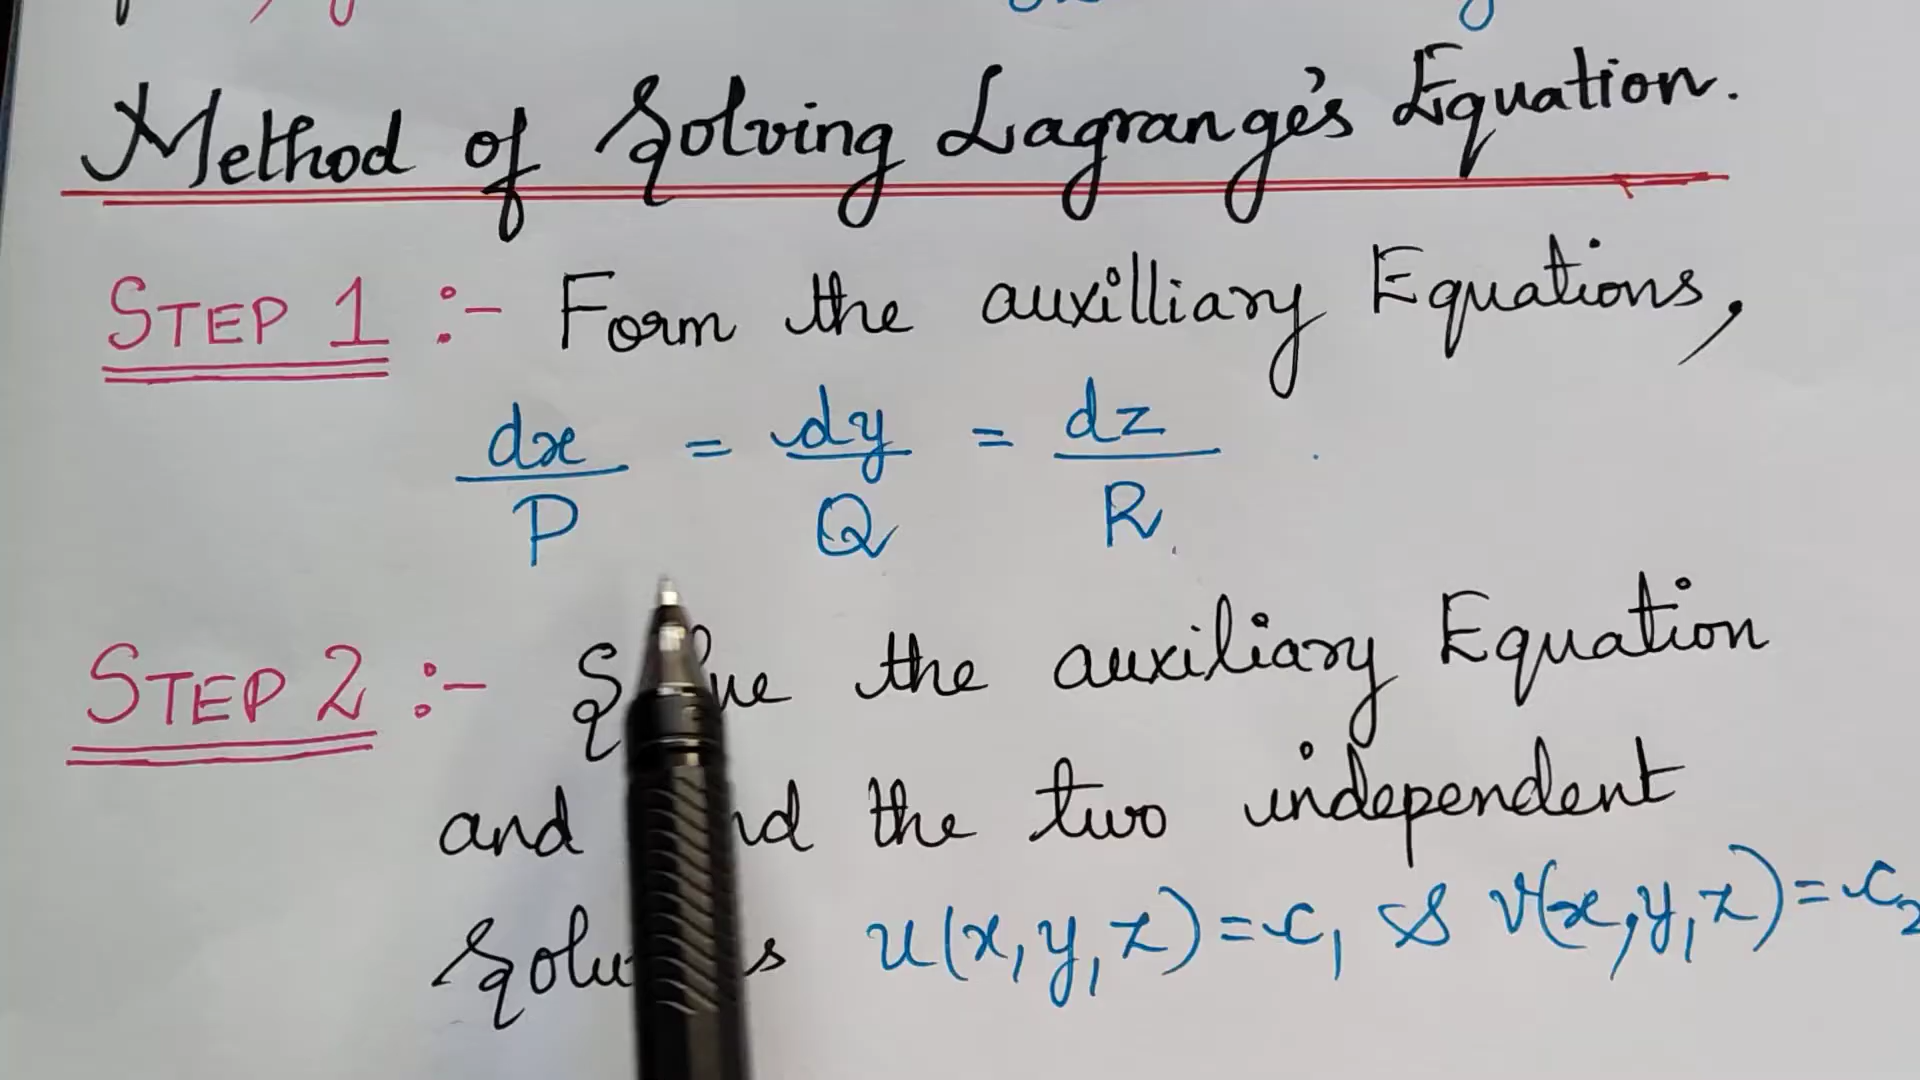 Method of Solving Lagrange's Equation.
STEP 1 :- Form the auxilliary Equations,
dx/P = dy/Q = dz/R
STEP 2 :- the auxiliary Equation
and the two independent
u(x,y,z)=c₁ & v(x,y,z)=c₂